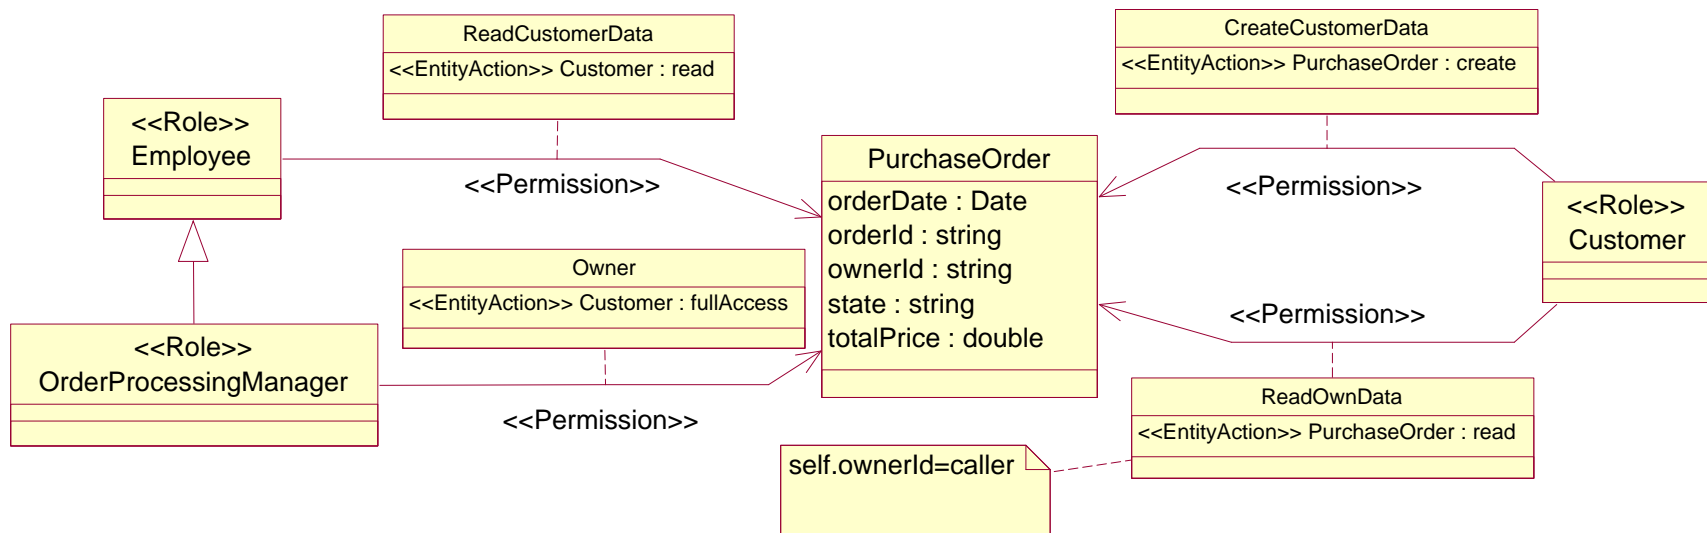 ReadCustomerData
<<EntityAction>> Customer : read
CreateCustomerData
<<EntityAction>> PurchaseOrder : create
<<Role>>
Employee
<<Permission>>
PurchaseOrder
orderDate : Date
orderId : string
ownerId : string
state : string
totalPrice : double
<<Permission>>
<<Role>>
Customer
Owner
<<EntityAction>> Customer : fullAccess
<<Role>>
OrderProcessingManager
<<Permission>>
<<Permission>>
ReadOwnData
<<EntityAction>> PurchaseOrder : read
self.ownerId=caller